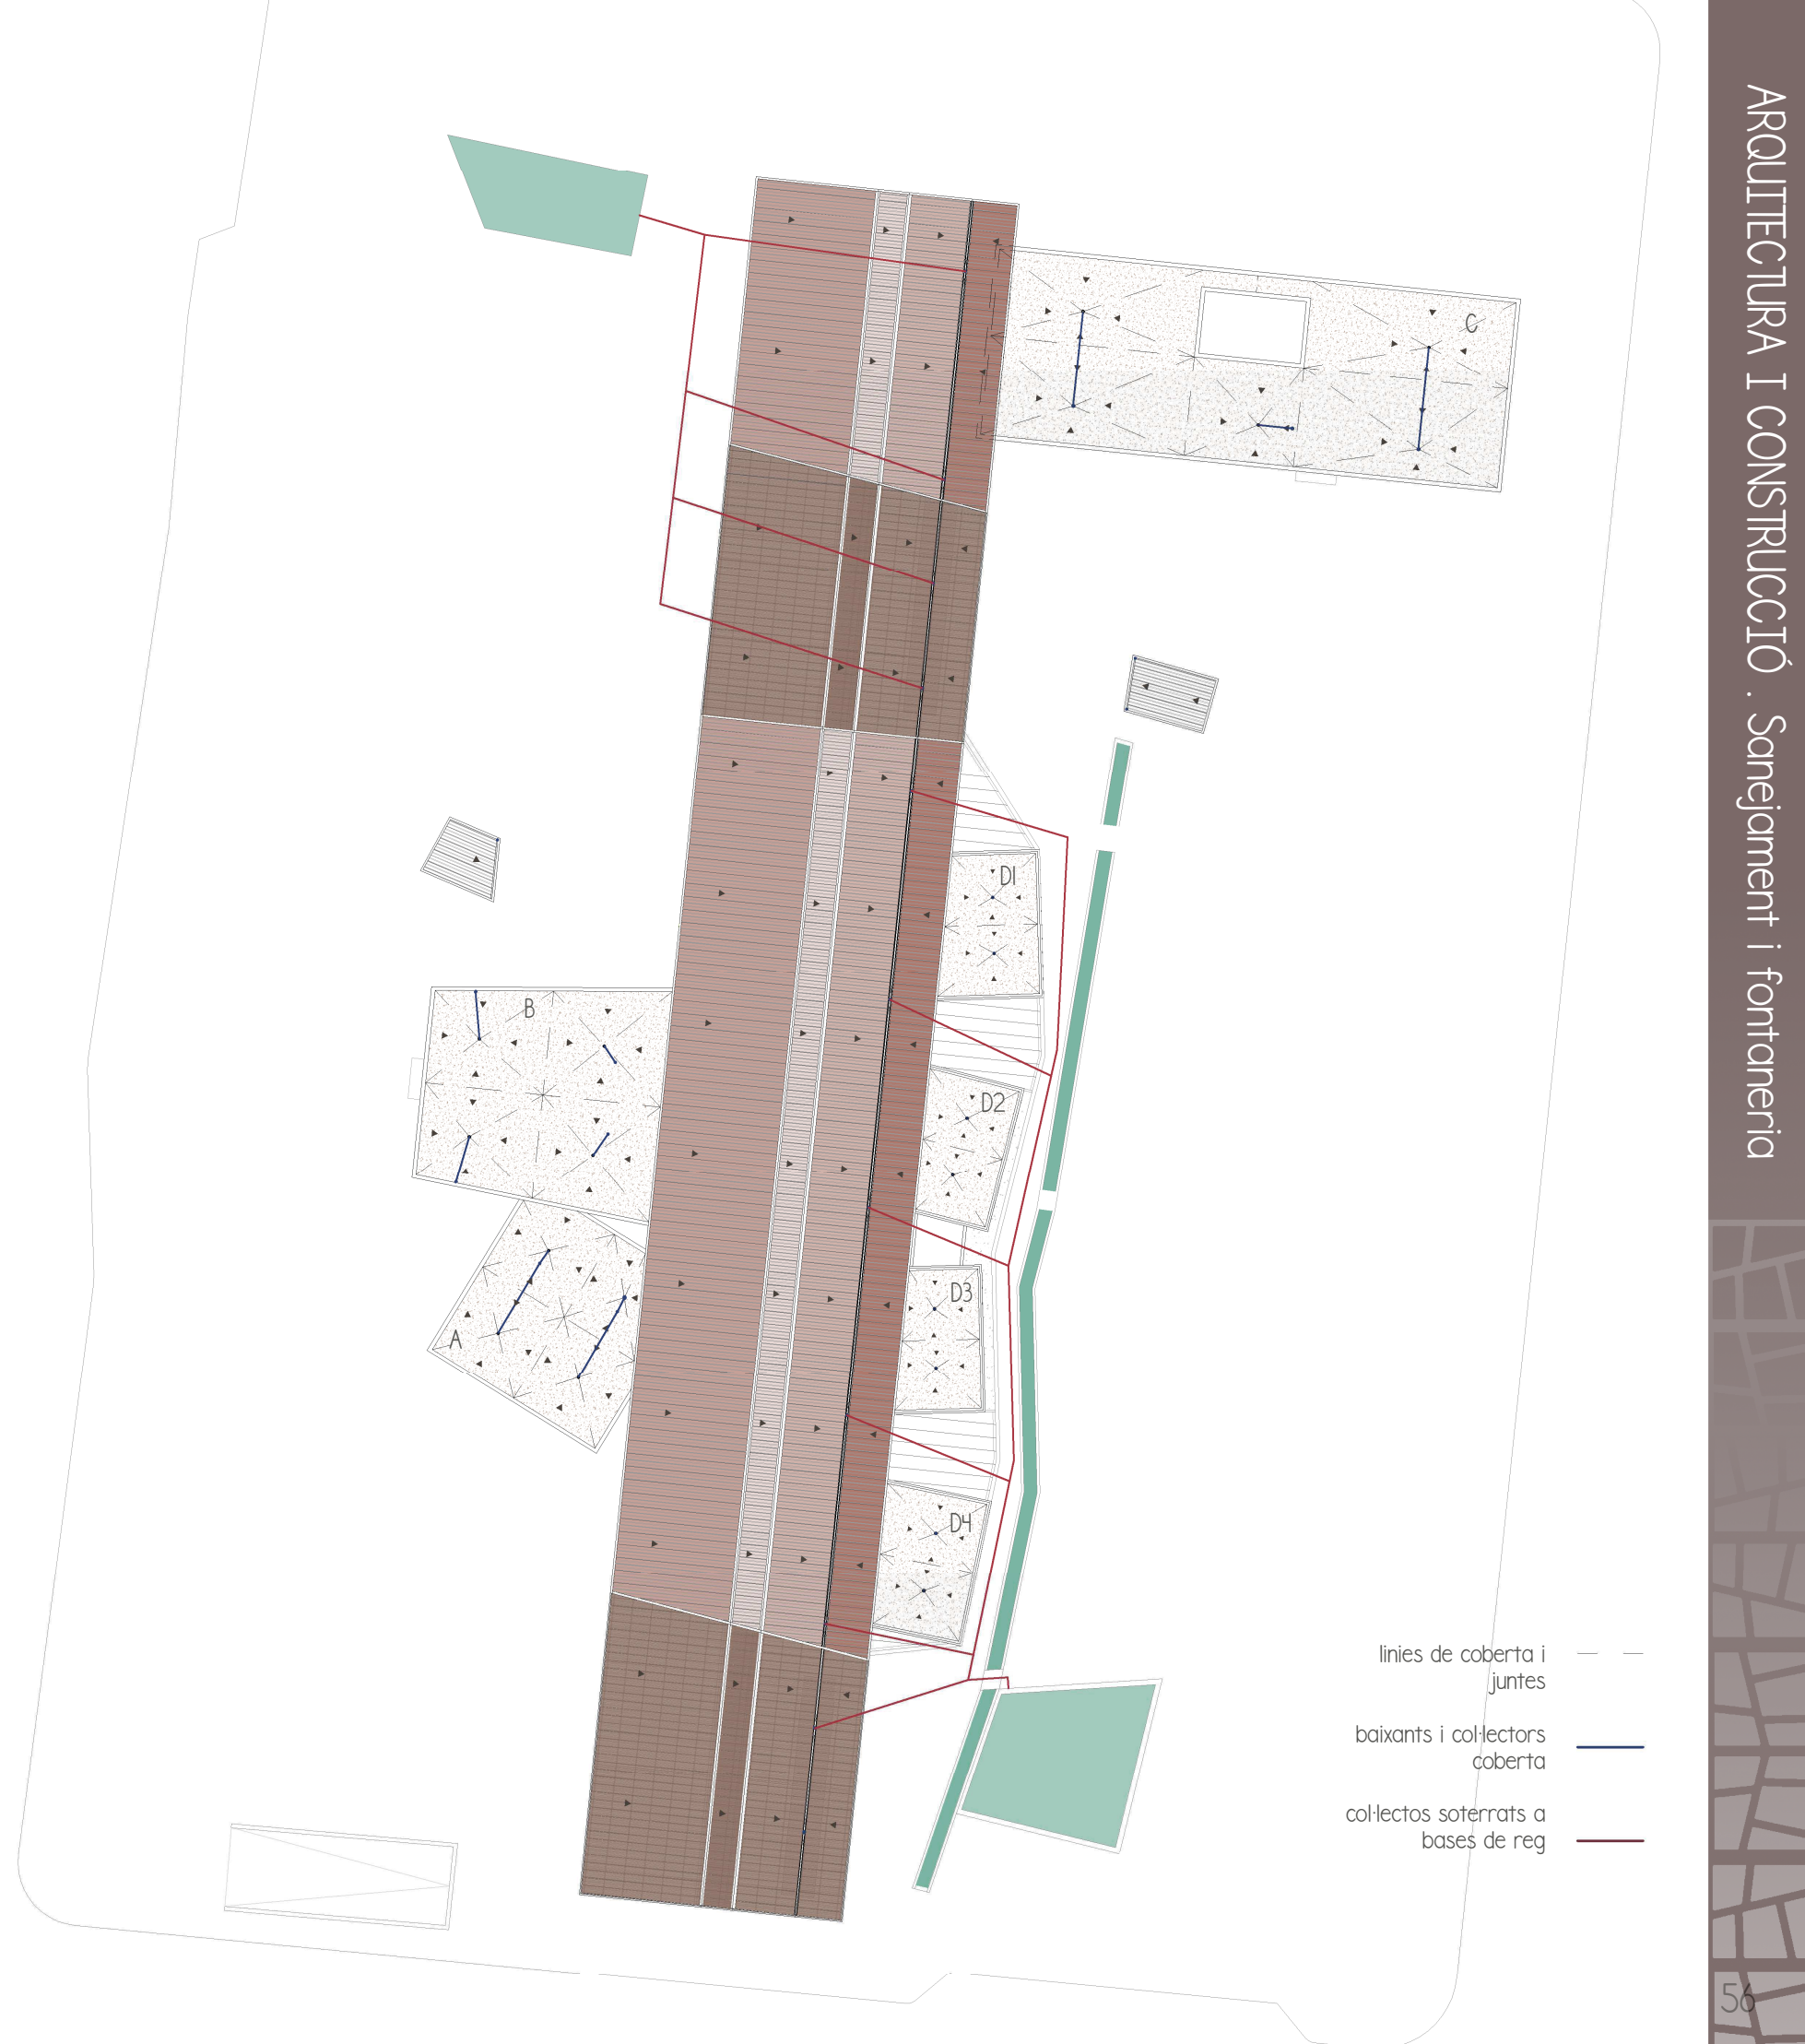 ARQUITECTURA I CONSTRUCCIÓ . Sanejament i fontaneria
C
D1
B
D2
D3
A
D4
linies de coberta i
juntes
baixants i col·lectors
coberta
col·lectos soterrats a
bases de reg
56